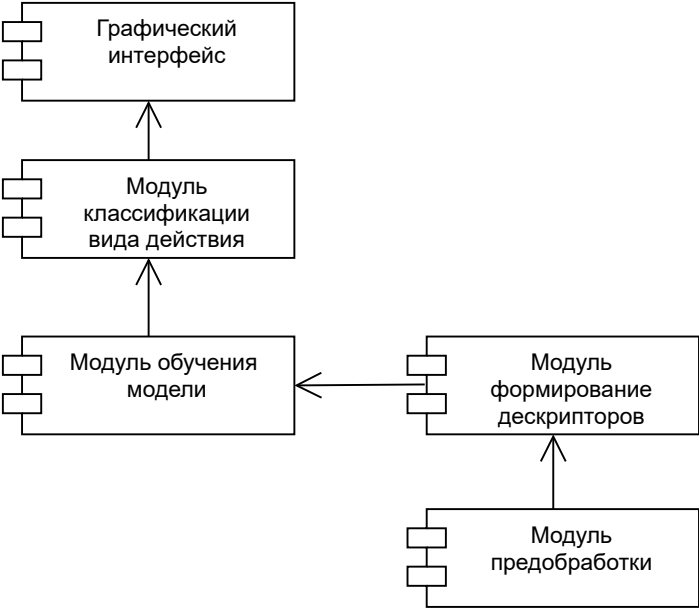 Графический
интерфейс
Модуль
классификации
вида действия
Модуль обучения
модели
Модуль
формирование
дескрипторов
Модуль
предобработки